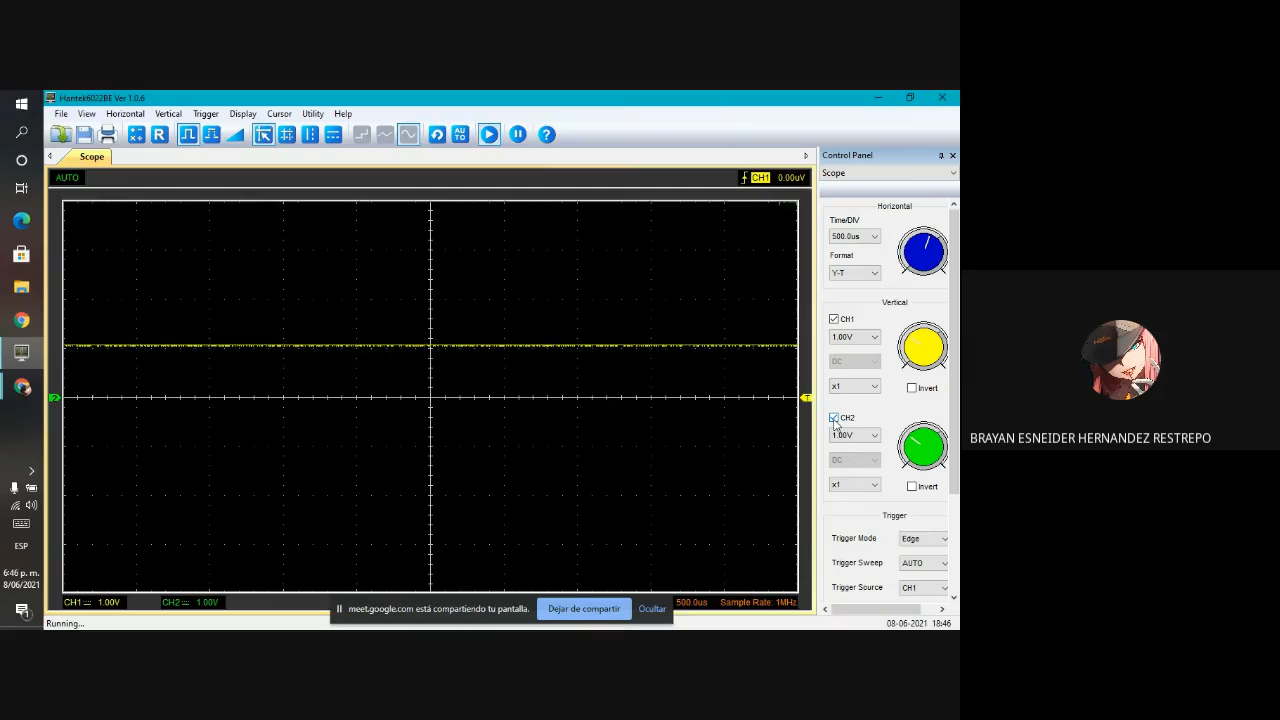 Hantek6022BE Ver 1.0.6
File View Horizontal Vertical Trigger Display Cursor Utility Help
R
AU
TO
?
Scope
Control Panel
Scope
AUTO
CH1 0.00uV
Horizontal
Time/DIV
500.0us
Format
Y-T
Vertical
CH1
1.00V
DC
x1
Invert
CH2
1.00V
DC
x1
Invert
2
T
Trigger
Trigger Mode Edge
Trigger Sweep AUTO
Trigger Source CH1
CH1 1.00V
CH2 1.00V
500.0us Sample Rate: 1MHz
meet.google.com está compartiendo tu pantalla.
Dejar de compartir
Ocultar
Running...
08-06-2021 18:46
ESP
6:46 p. m.
8/06/2021
BRAYAN ESNEIDER HERNANDEZ RESTREPO